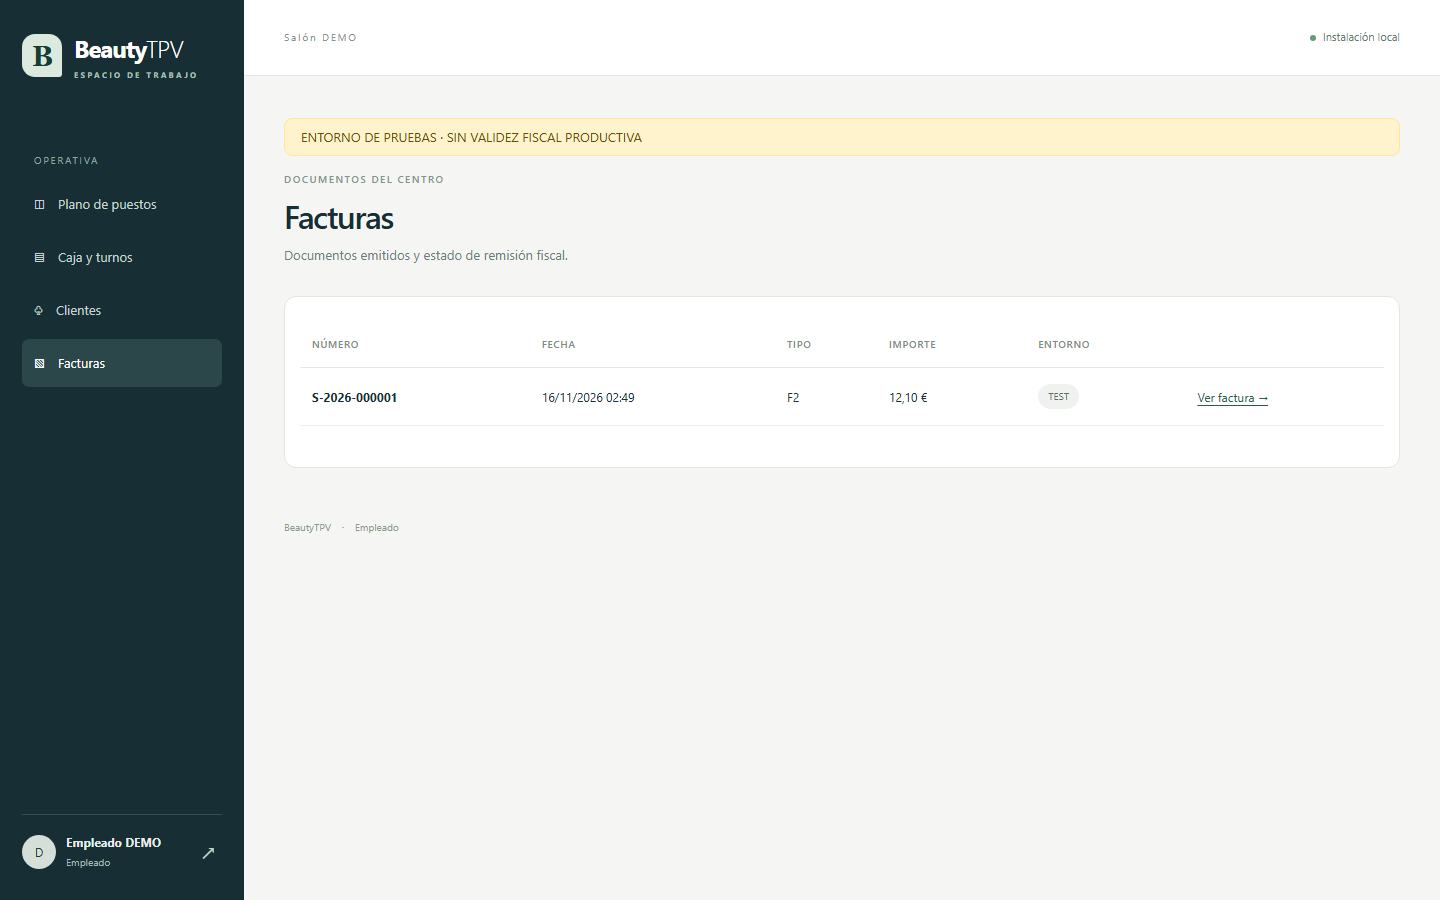 B
BeautyTPV
ESPACIO DE TRABAJO
OPERATIVA
Plano de puestos
Caja y turnos
Clientes
Facturas
D
Empleado DEMO
Empleado
Salón DEMO
Instalación local
ENTORNO DE PRUEBAS · SIN VALIDEZ FISCAL PRODUCTIVA
DOCUMENTOS DEL CENTRO
Facturas
Documentos emitidos y estado de remisión fiscal.
NÚMERO FECHA TIPO IMPORTE ENTORNO
S-2026-000001 16/11/2026 02:49 F2 12,10 € TEST Ver factura →
BeautyTPV · Empleado